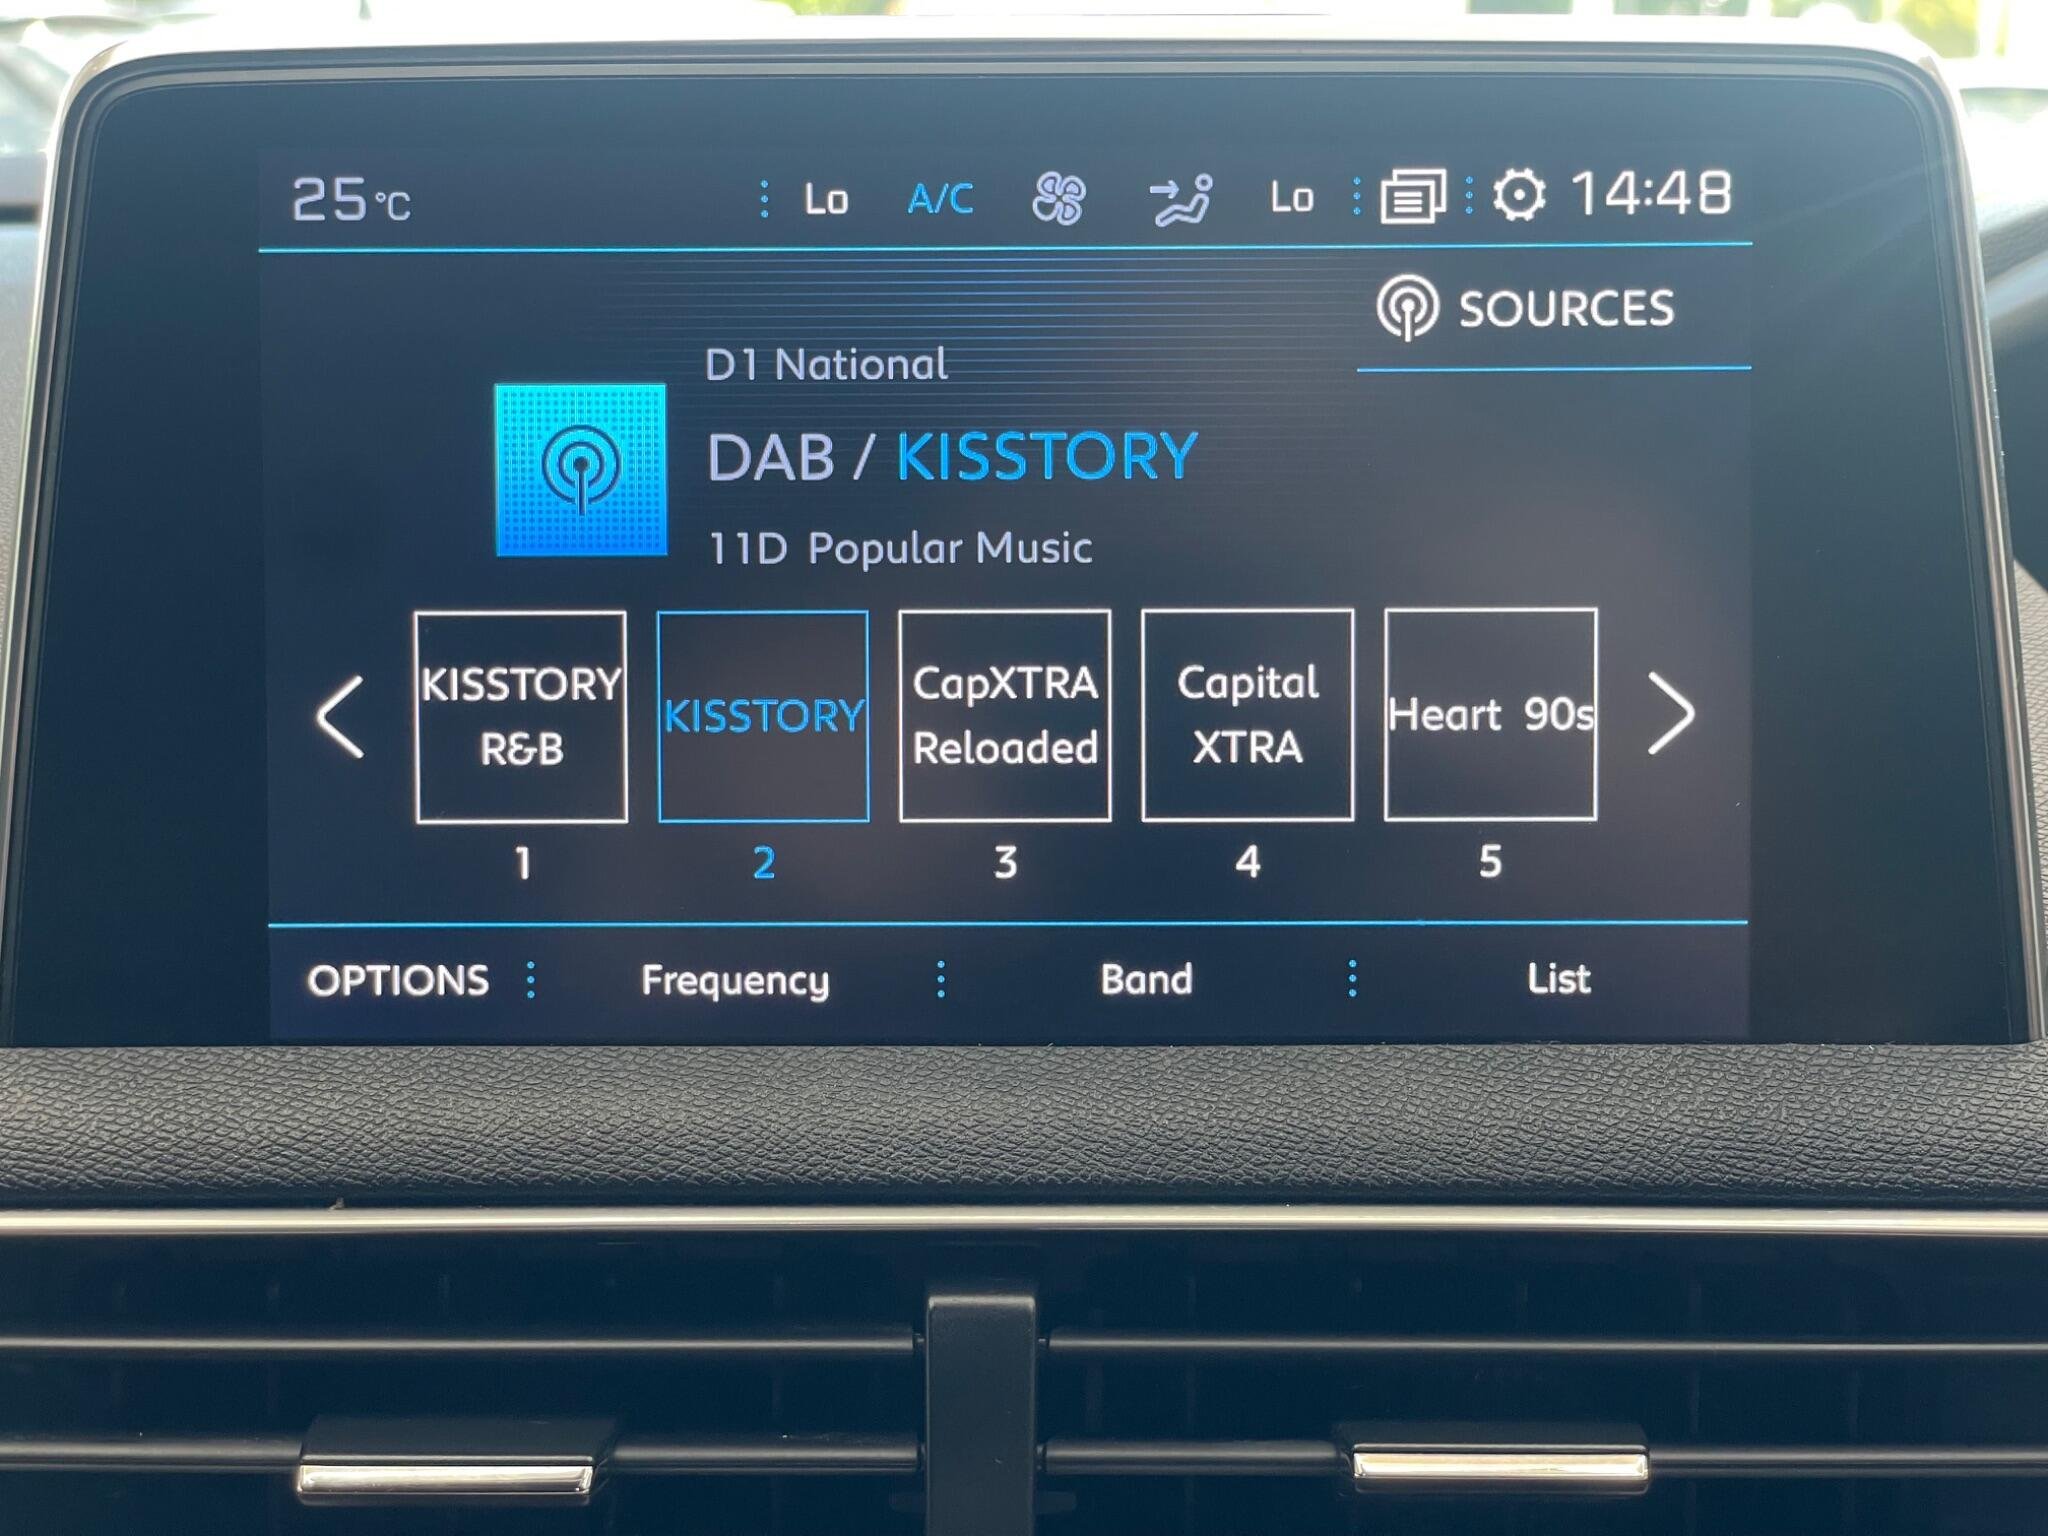 25°C Lo A/C Lo 14:48
SOURCES
D1 National
DAB / KISSTORY
11D Popular Music
KISSTORY
R&B
KISSTORY
CapXTRA
Reloaded
Capital
XTRA
Heart 90s
1 2 3 4 5
OPTIONS Frequency Band List